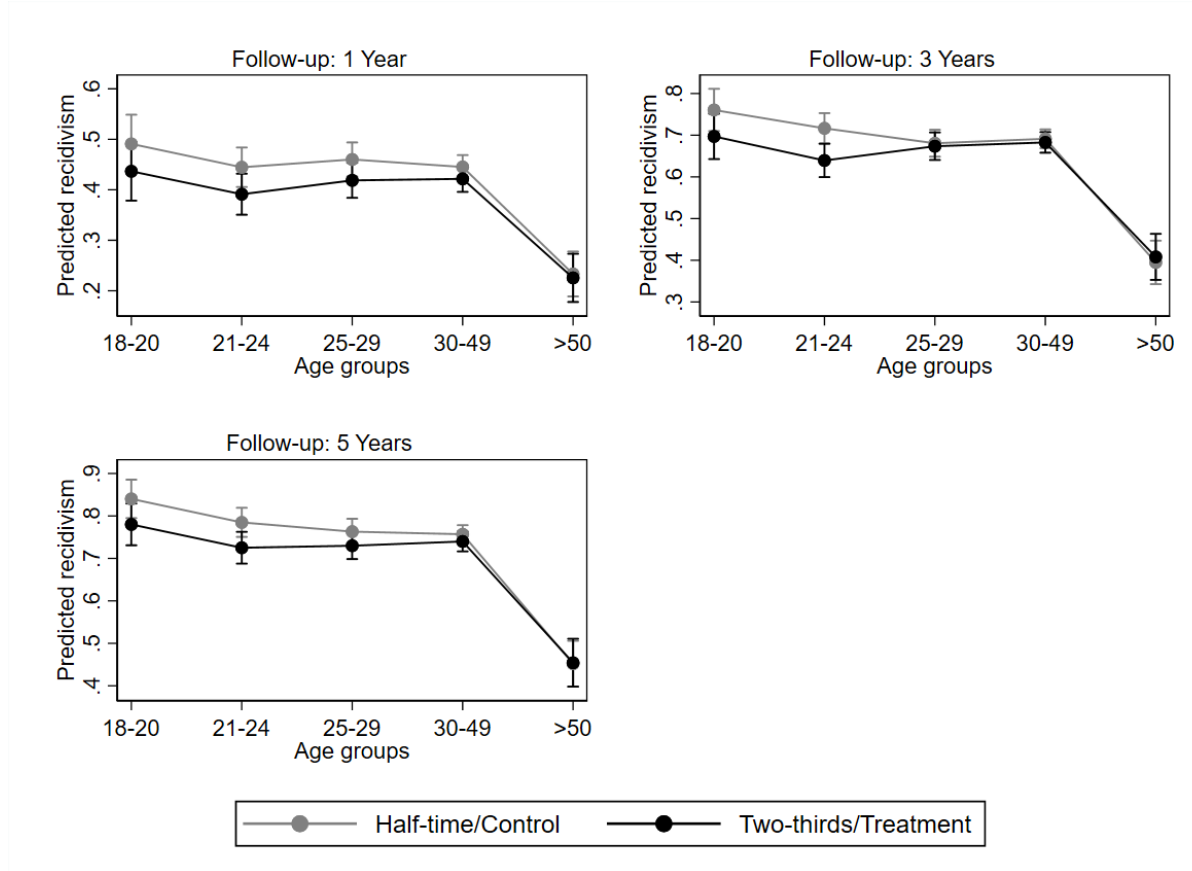 Follow-up: 1 Year
Predicted recidivism
.6
.5
.4
.3
.2
18-20 21-24 25-29 30-49 >50
Age groups
Follow-up: 3 Years
Predicted recidivism
.8
.7
.6
.5
.4
.3
18-20 21-24 25-29 30-49 >50
Age groups
Follow-up: 5 Years
Predicted recidivism
.9
.8
.7
.6
.5
.4
18-20 21-24 25-29 30-49 >50
Age groups
Half-time/Control Two-thirds/Treatment